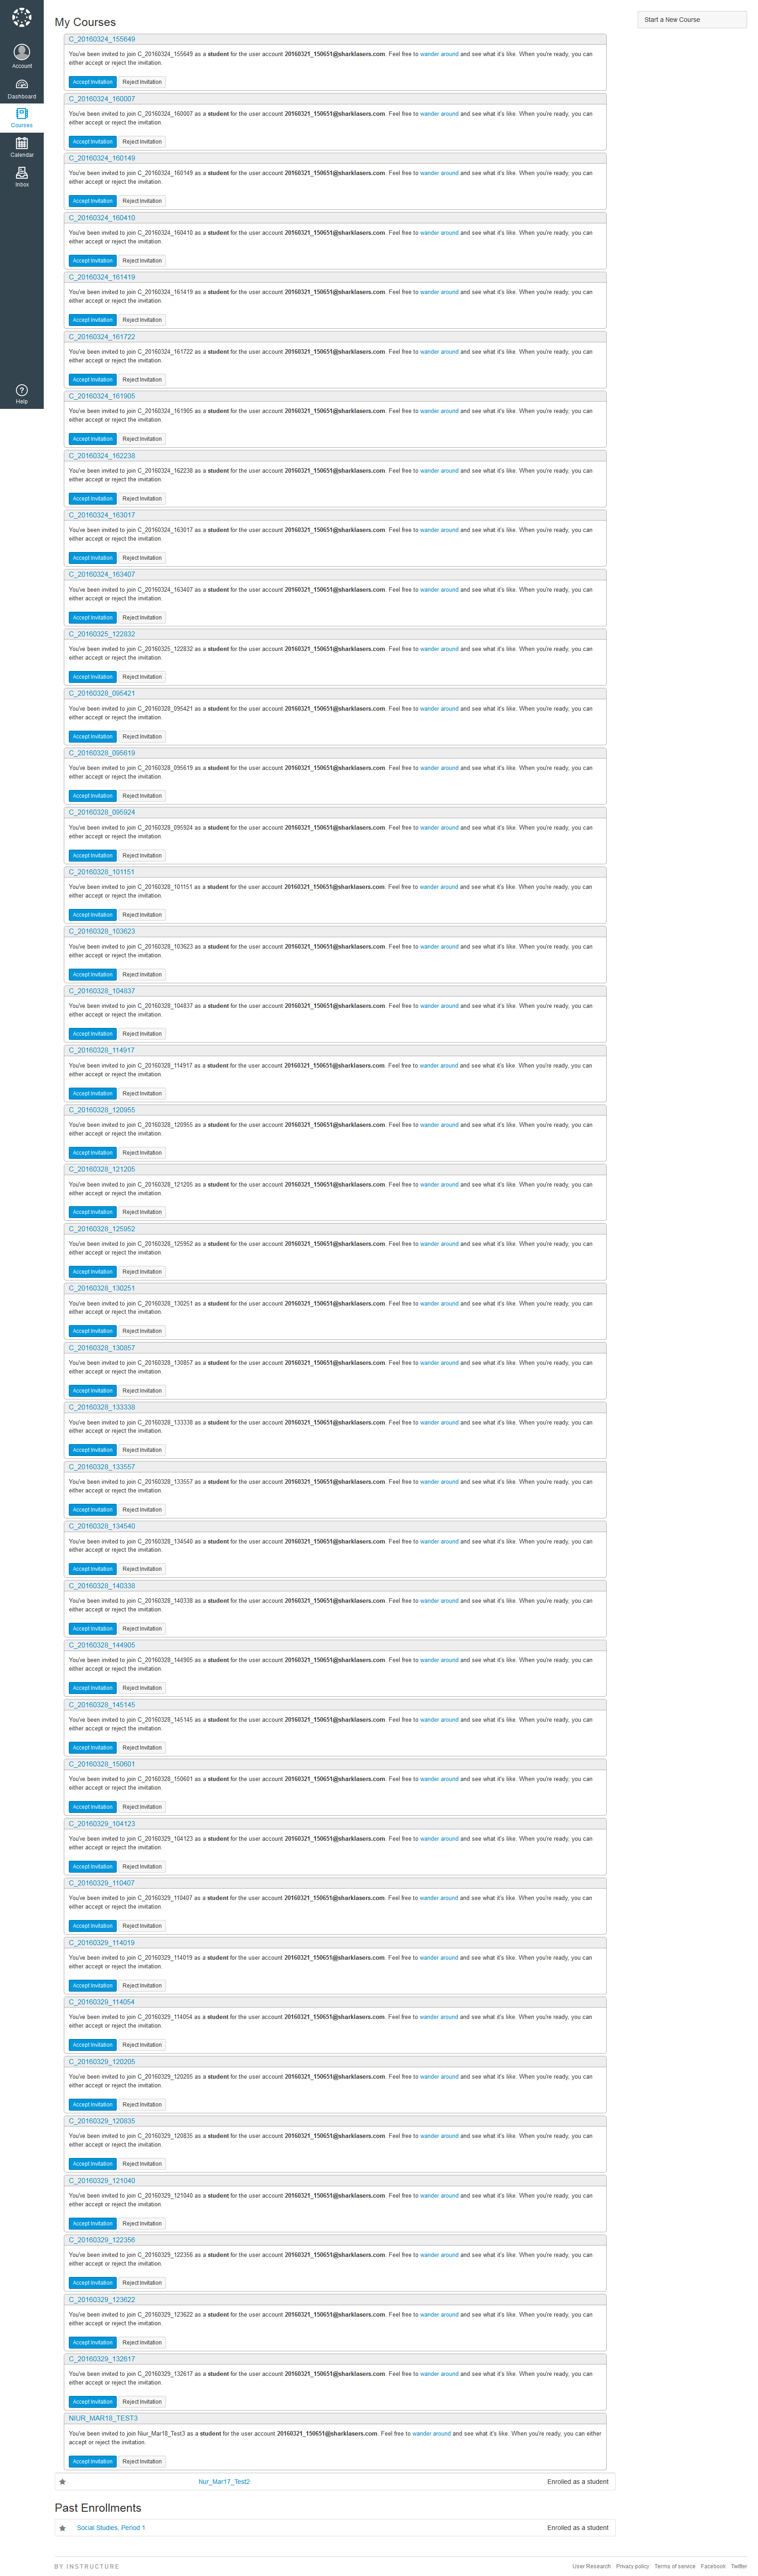 My Courses
Start a New Course
Account
Dashboard
Courses
Calendar
Inbox
Help
C_20160324_155649
You've been invited to join C_20160324_155649 as a student for the user account 20160321_150651@sharklasers.com. Feel free to wander around and see what it's like. When you're ready, you can
either accept or reject the invitation.
Accept Invitation Reject Invitation
C_20160324_160007
You've been invited to join C_20160324_160007 as a student for the user account 20160321_150651@sharklasers.com. Feel free to wander around and see what it's like. When you're ready, you can
either accept or reject the invitation.
Accept Invitation Reject Invitation
C_20160324_160149
You've been invited to join C_20160324_160149 as a student for the user account 20160321_150651@sharklasers.com. Feel free to wander around and see what it's like. When you're ready, you can
either accept or reject the invitation.
Accept Invitation Reject Invitation
C_20160324_160410
You've been invited to join C_20160324_160410 as a student for the user account 20160321_150651@sharklasers.com. Feel free to wander around and see what it's like. When you're ready, you can
either accept or reject the invitation.
Accept Invitation Reject Invitation
C_20160324_161419
You've been invited to join C_20160324_161419 as a student for the user account 20160321_150651@sharklasers.com. Feel free to wander around and see what it's like. When you're ready, you can
either accept or reject the invitation.
Accept Invitation Reject Invitation
C_20160324_161722
You've been invited to join C_20160324_161722 as a student for the user account 20160321_150651@sharklasers.com. Feel free to wander around and see what it's like. When you're ready, you can
either accept or reject the invitation.
Accept Invitation Reject Invitation
C_20160324_161905
You've been invited to join C_20160324_161905 as a student for the user account 20160321_150651@sharklasers.com. Feel free to wander around and see what it's like. When you're ready, you can
either accept or reject the invitation.
Accept Invitation Reject Invitation
C_20160324_162238
You've been invited to join C_20160324_162238 as a student for the user account 20160321_150651@sharklasers.com. Feel free to wander around and see what it's like. When you're ready, you can
either accept or reject the invitation.
Accept Invitation Reject Invitation
C_20160324_163017
You've been invited to join C_20160324_163017 as a student for the user account 20160321_150651@sharklasers.com. Feel free to wander around and see what it's like. When you're ready, you can
either accept or reject the invitation.
Accept Invitation Reject Invitation
C_20160324_163407
You've been invited to join C_20160324_163407 as a student for the user account 20160321_150651@sharklasers.com. Feel free to wander around and see what it's like. When you're ready, you can
either accept or reject the invitation.
Accept Invitation Reject Invitation
C_20160325_122832
You've been invited to join C_20160325_122832 as a student for the user account 20160321_150651@sharklasers.com. Feel free to wander around and see what it's like. When you're ready, you can
either accept or reject the invitation.
Accept Invitation Reject Invitation
C_20160328_095421
You've been invited to join C_20160328_095421 as a student for the user account 20160321_150651@sharklasers.com. Feel free to wander around and see what it's like. When you're ready, you can
either accept or reject the invitation.
Accept Invitation Reject Invitation
C_20160328_095619
You've been invited to join C_20160328_095619 as a student for the user account 20160321_150651@sharklasers.com. Feel free to wander around and see what it's like. When you're ready, you can
either accept or reject the invitation.
Accept Invitation Reject Invitation
C_20160328_095924
You've been invited to join C_20160328_095924 as a student for the user account 20160321_150651@sharklasers.com. Feel free to wander around and see what it's like. When you're ready, you can
either accept or reject the invitation.
Accept Invitation Reject Invitation
C_20160328_101151
You've been invited to join C_20160328_101151 as a student for the user account 20160321_150651@sharklasers.com. Feel free to wander around and see what it's like. When you're ready, you can
either accept or reject the invitation.
Accept Invitation Reject Invitation
C_20160328_103623
You've been invited to join C_20160328_103623 as a student for the user account 20160321_150651@sharklasers.com. Feel free to wander around and see what it's like. When you're ready, you can
either accept or reject the invitation.
Accept Invitation Reject Invitation
C_20160328_104837
You've been invited to join C_20160328_104837 as a student for the user account 20160321_150651@sharklasers.com. Feel free to wander around and see what it's like. When you're ready, you can
either accept or reject the invitation.
Accept Invitation Reject Invitation
C_20160328_114917
You've been invited to join C_20160328_114917 as a student for the user account 20160321_150651@sharklasers.com. Feel free to wander around and see what it's like. When you're ready, you can
either accept or reject the invitation.
Accept Invitation Reject Invitation
C_20160328_120955
You've been invited to join C_20160328_120955 as a student for the user account 20160321_150651@sharklasers.com. Feel free to wander around and see what it's like. When you're ready, you can
either accept or reject the invitation.
Accept Invitation Reject Invitation
C_20160328_121205
You've been invited to join C_20160328_121205 as a student for the user account 20160321_150651@sharklasers.com. Feel free to wander around and see what it's like. When you're ready, you can
either accept or reject the invitation.
Accept Invitation Reject Invitation
C_20160328_125952
You've been invited to join C_20160328_125952 as a student for the user account 20160321_150651@sharklasers.com. Feel free to wander around and see what it's like. When you're ready, you can
either accept or reject the invitation.
Accept Invitation Reject Invitation
C_20160328_130251
You've been invited to join C_20160328_130251 as a student for the user account 20160321_150651@sharklasers.com. Feel free to wander around and see what it's like. When you're ready, you can
either accept or reject the invitation.
Accept Invitation Reject Invitation
C_20160328_130857
You've been invited to join C_20160328_130857 as a student for the user account 20160321_150651@sharklasers.com. Feel free to wander around and see what it's like. When you're ready, you can
either accept or reject the invitation.
Accept Invitation Reject Invitation
C_20160328_133338
You've been invited to join C_20160328_133338 as a student for the user account 20160321_150651@sharklasers.com. Feel free to wander around and see what it's like. When you're ready, you can
either accept or reject the invitation.
Accept Invitation Reject Invitation
C_20160328_133557
You've been invited to join C_20160328_133557 as a student for the user account 20160321_150651@sharklasers.com. Feel free to wander around and see what it's like. When you're ready, you can
either accept or reject the invitation.
Accept Invitation Reject Invitation
C_20160328_134540
You've been invited to join C_20160328_134540 as a student for the user account 20160321_150651@sharklasers.com. Feel free to wander around and see what it's like. When you're ready, you can
either accept or reject the invitation.
Accept Invitation Reject Invitation
C_20160328_140338
You've been invited to join C_20160328_140338 as a student for the user account 20160321_150651@sharklasers.com. Feel free to wander around and see what it's like. When you're ready, you can
either accept or reject the invitation.
Accept Invitation Reject Invitation
C_20160328_144905
You've been invited to join C_20160328_144905 as a student for the user account 20160321_150651@sharklasers.com. Feel free to wander around and see what it's like. When you're ready, you can
either accept or reject the invitation.
Accept Invitation Reject Invitation
C_20160328_145145
You've been invited to join C_20160328_145145 as a student for the user account 20160321_150651@sharklasers.com. Feel free to wander around and see what it's like. When you're ready, you can
either accept or reject the invitation.
Accept Invitation Reject Invitation
C_20160328_150601
You've been invited to join C_20160328_150601 as a student for the user account 20160321_150651@sharklasers.com. Feel free to wander around and see what it's like. When you're ready, you can
either accept or reject the invitation.
Accept Invitation Reject Invitation
C_20160329_104123
You've been invited to join C_20160329_104123 as a student for the user account 20160321_150651@sharklasers.com. Feel free to wander around and see what it's like. When you're ready, you can
either accept or reject the invitation.
Accept Invitation Reject Invitation
C_20160329_110407
You've been invited to join C_20160329_110407 as a student for the user account 20160321_150651@sharklasers.com. Feel free to wander around and see what it's like. When you're ready, you can
either accept or reject the invitation.
Accept Invitation Reject Invitation
C_20160329_114019
You've been invited to join C_20160329_114019 as a student for the user account 20160321_150651@sharklasers.com. Feel free to wander around and see what it's like. When you're ready, you can
either accept or reject the invitation.
Accept Invitation Reject Invitation
C_20160329_114054
You've been invited to join C_20160329_114054 as a student for the user account 20160321_150651@sharklasers.com. Feel free to wander around and see what it's like. When you're ready, you can
either accept or reject the invitation.
Accept Invitation Reject Invitation
C_20160329_120205
You've been invited to join C_20160329_120205 as a student for the user account 20160321_150651@sharklasers.com. Feel free to wander around and see what it's like. When you're ready, you can
either accept or reject the invitation.
Accept Invitation Reject Invitation
C_20160329_120835
You've been invited to join C_20160329_120835 as a student for the user account 20160321_150651@sharklasers.com. Feel free to wander around and see what it's like. When you're ready, you can
either accept or reject the invitation.
Accept Invitation Reject Invitation
C_20160329_121040
You've been invited to join C_20160329_121040 as a student for the user account 20160321_150651@sharklasers.com. Feel free to wander around and see what it's like. When you're ready, you can
either accept or reject the invitation.
Accept Invitation Reject Invitation
C_20160329_122356
You've been invited to join C_20160329_122356 as a student for the user account 20160321_150651@sharklasers.com. Feel free to wander around and see what it's like. When you're ready, you can
either accept or reject the invitation.
Accept Invitation Reject Invitation
C_20160329_123622
You've been invited to join C_20160329_123622 as a student for the user account 20160321_150651@sharklasers.com. Feel free to wander around and see what it's like. When you're ready, you can
either accept or reject the invitation.
Accept Invitation Reject Invitation
C_20160329_132617
You've been invited to join C_20160329_132617 as a student for the user account 20160321_150651@sharklasers.com. Feel free to wander around and see what it's like. When you're ready, you can
either accept or reject the invitation.
Accept Invitation Reject Invitation
NIUR_MAR18_TEST3
You've been invited to join Niur_Mar18_Test3 as a student for the user account 20160321_150651@sharklasers.com. Feel free to wander around and see what it's like. When you're ready, you can either
accept or reject the invitation.
Accept Invitation Reject Invitation
Nur_Mar17_Test2 Enrolled as a student
Past Enrollments
Social Studies, Period 1 Enrolled as a student
BY INSTRUCTURE User Research Privacy policy Terms of service Facebook Twitter